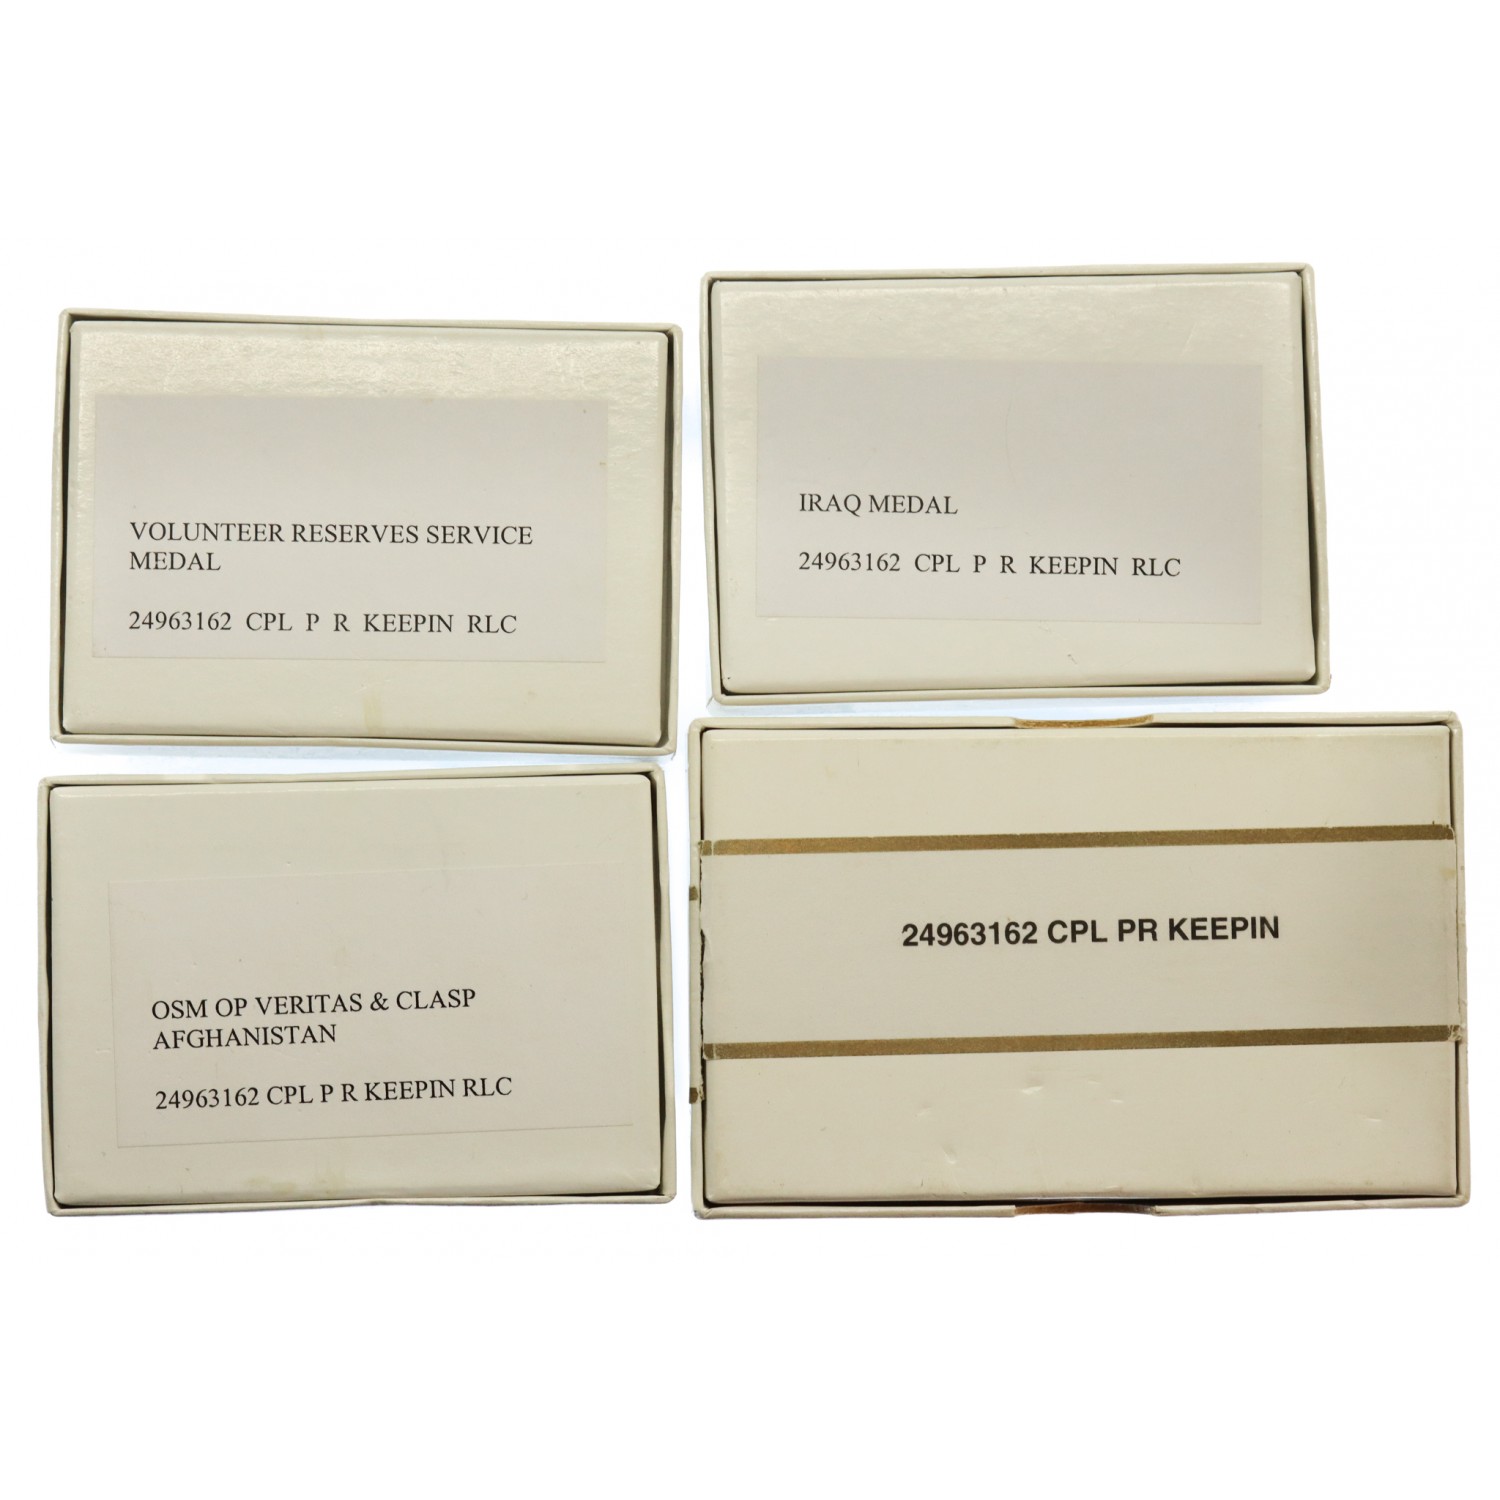 VOLUNTEER RESERVES SERVICE
MEDAL
24963162 CPL P R KEEPIN RLC
IRAQ MEDAL
24963162 CPL P R KEEPIN RLC
OSM OP VERITAS & CLASP
AFGHANISTAN
24963162 CPL P R KEEPIN RLC
24963162 CPL PR KEEPIN